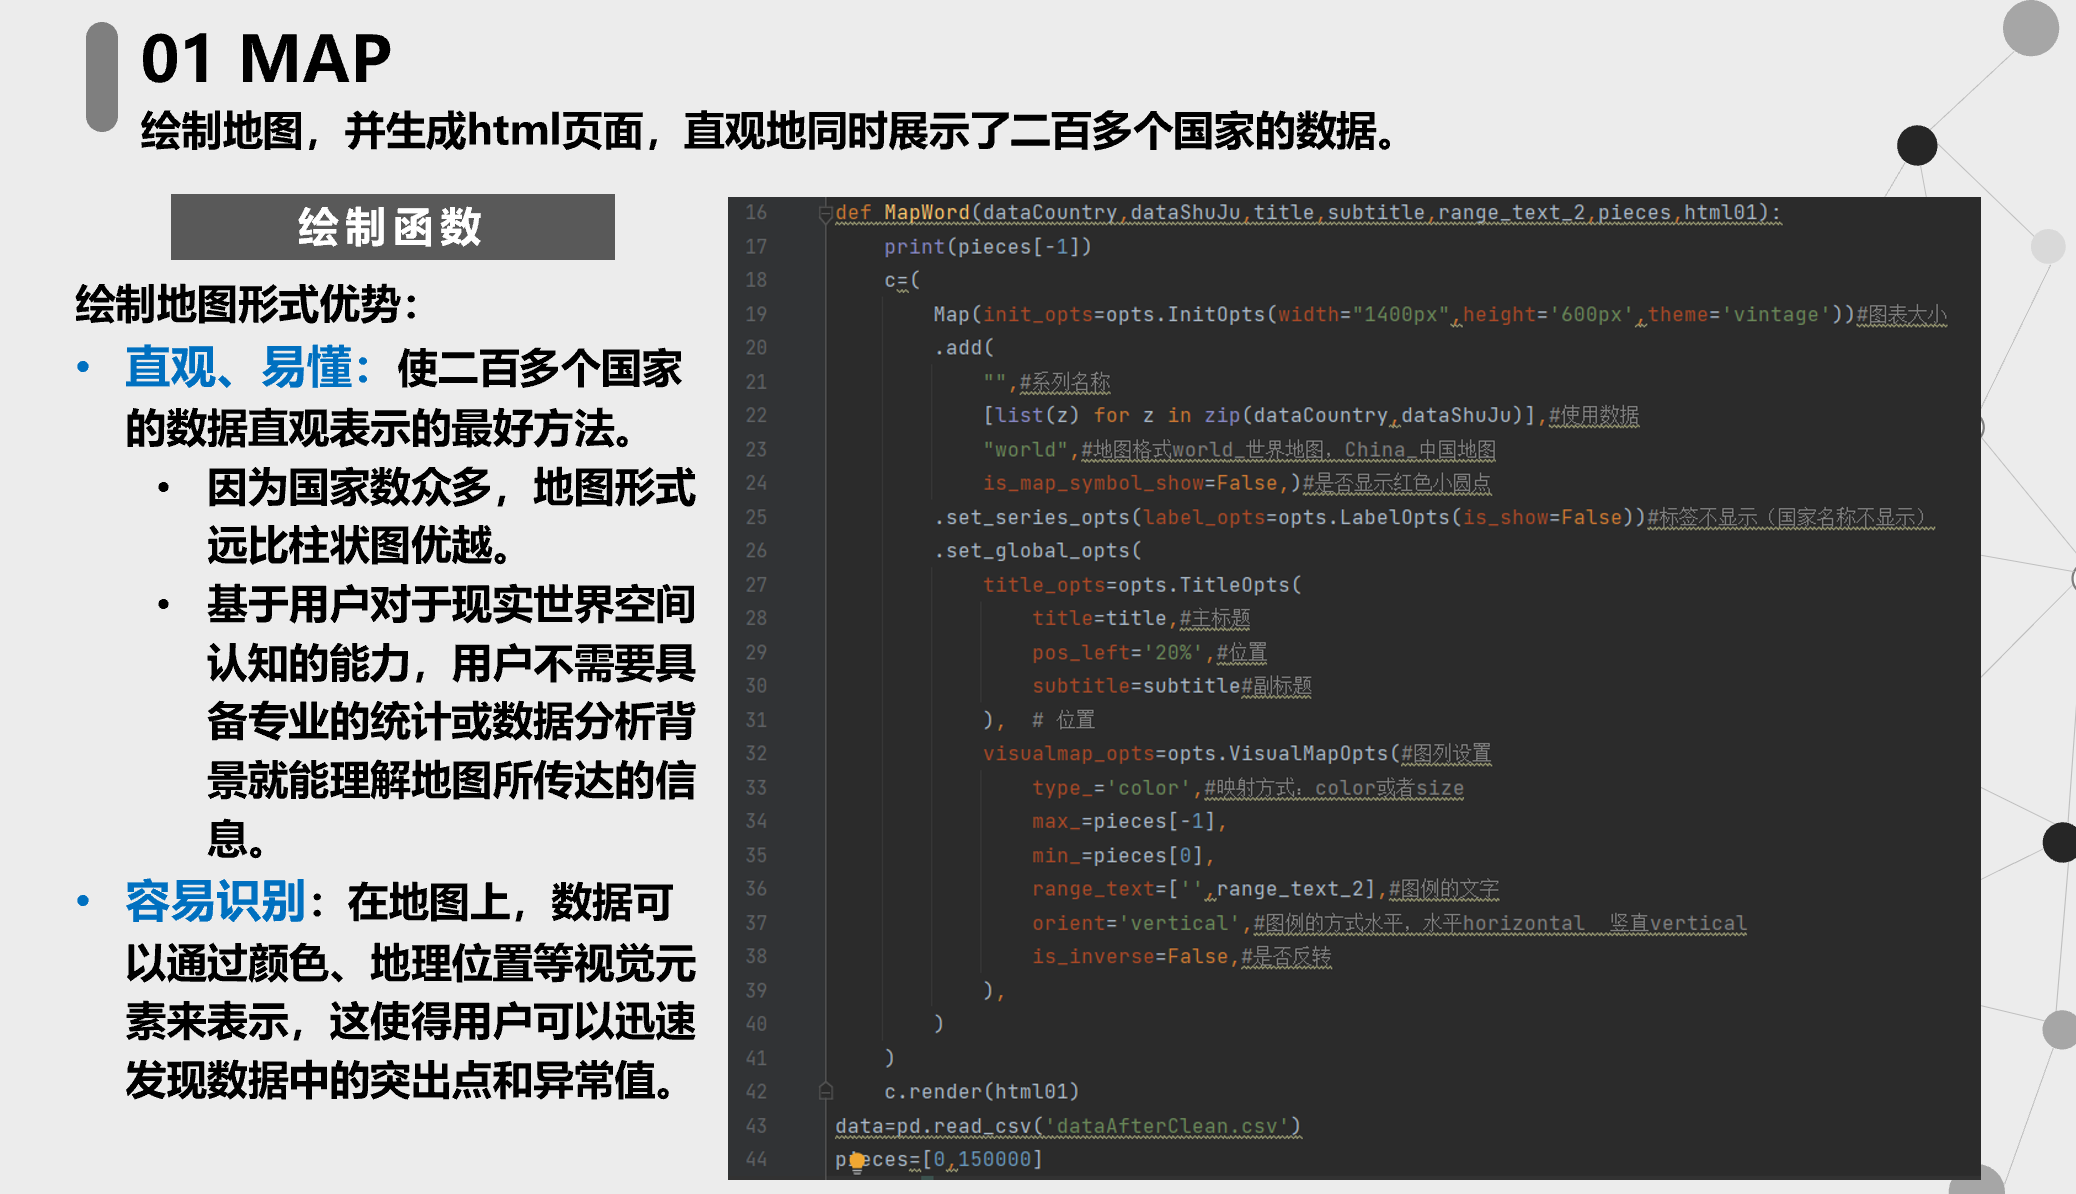 01 MAP
绘制地图，并生成html页面，直观地同时展示了二百多个国家的数据。
绘制函数
绘制地图形式优势：
• 直观、易懂：使二百多个国家
的数据直观表示的最好方法。
• 因为国家数众多，地图形式
远比柱状图优越。
• 基于用户对于现实世界空间
认知的能力，用户不需要具
备专业的统计或数据分析背
景就能理解地图所传达的信
息。
• 容易识别：在地图上，数据可
以通过颜色、地理位置等视觉元
素来表示，这使得用户可以迅速
发现数据中的突出点和异常值。
16 def MapWord(dataCountry,dataShuJu,title,subtitle,range_text_2,pieces,html01):
17 print(pieces[-1])
18 c=(
19 Map(init_opts=opts.InitOpts(width="1400px",height='600px',theme='vintage'))#图表大小
20 .add(
21 "",#系列名称
22 [list(z) for z in zip(dataCountry,dataShuJu)],#使用数据
23 "world",#地图格式world_世界地图，China_中国地图
24 is_map_symbol_show=False,)#是否显示红色小圆点
25 .set_series_opts(label_opts=opts.LabelOpts(is_show=False))#标签不显示（国家名称不显示）
26 .set_global_opts(
27 title_opts=opts.TitleOpts(
28 title=title,#主标题
29 pos_left='20%',#位置
30 subtitle=subtitle#副标题
31 ), # 位置
32 visualmap_opts=opts.VisualMapOpts(#图列设置
33 type_='color',#映射方式：color或者size
34 max_=pieces[-1],
35 min_=pieces[0],
36 range_text=['',range_text_2],#图例的文字
37 orient='vertical',#图例的方式水平，水平horizontal 竖直vertical
38 is_inverse=False,#是否反转
39 ),
40 )
41 )
42 c.render(html01)
43 data=pd.read_csv('dataAfterClean.csv')
44 pieces=[0,150000]